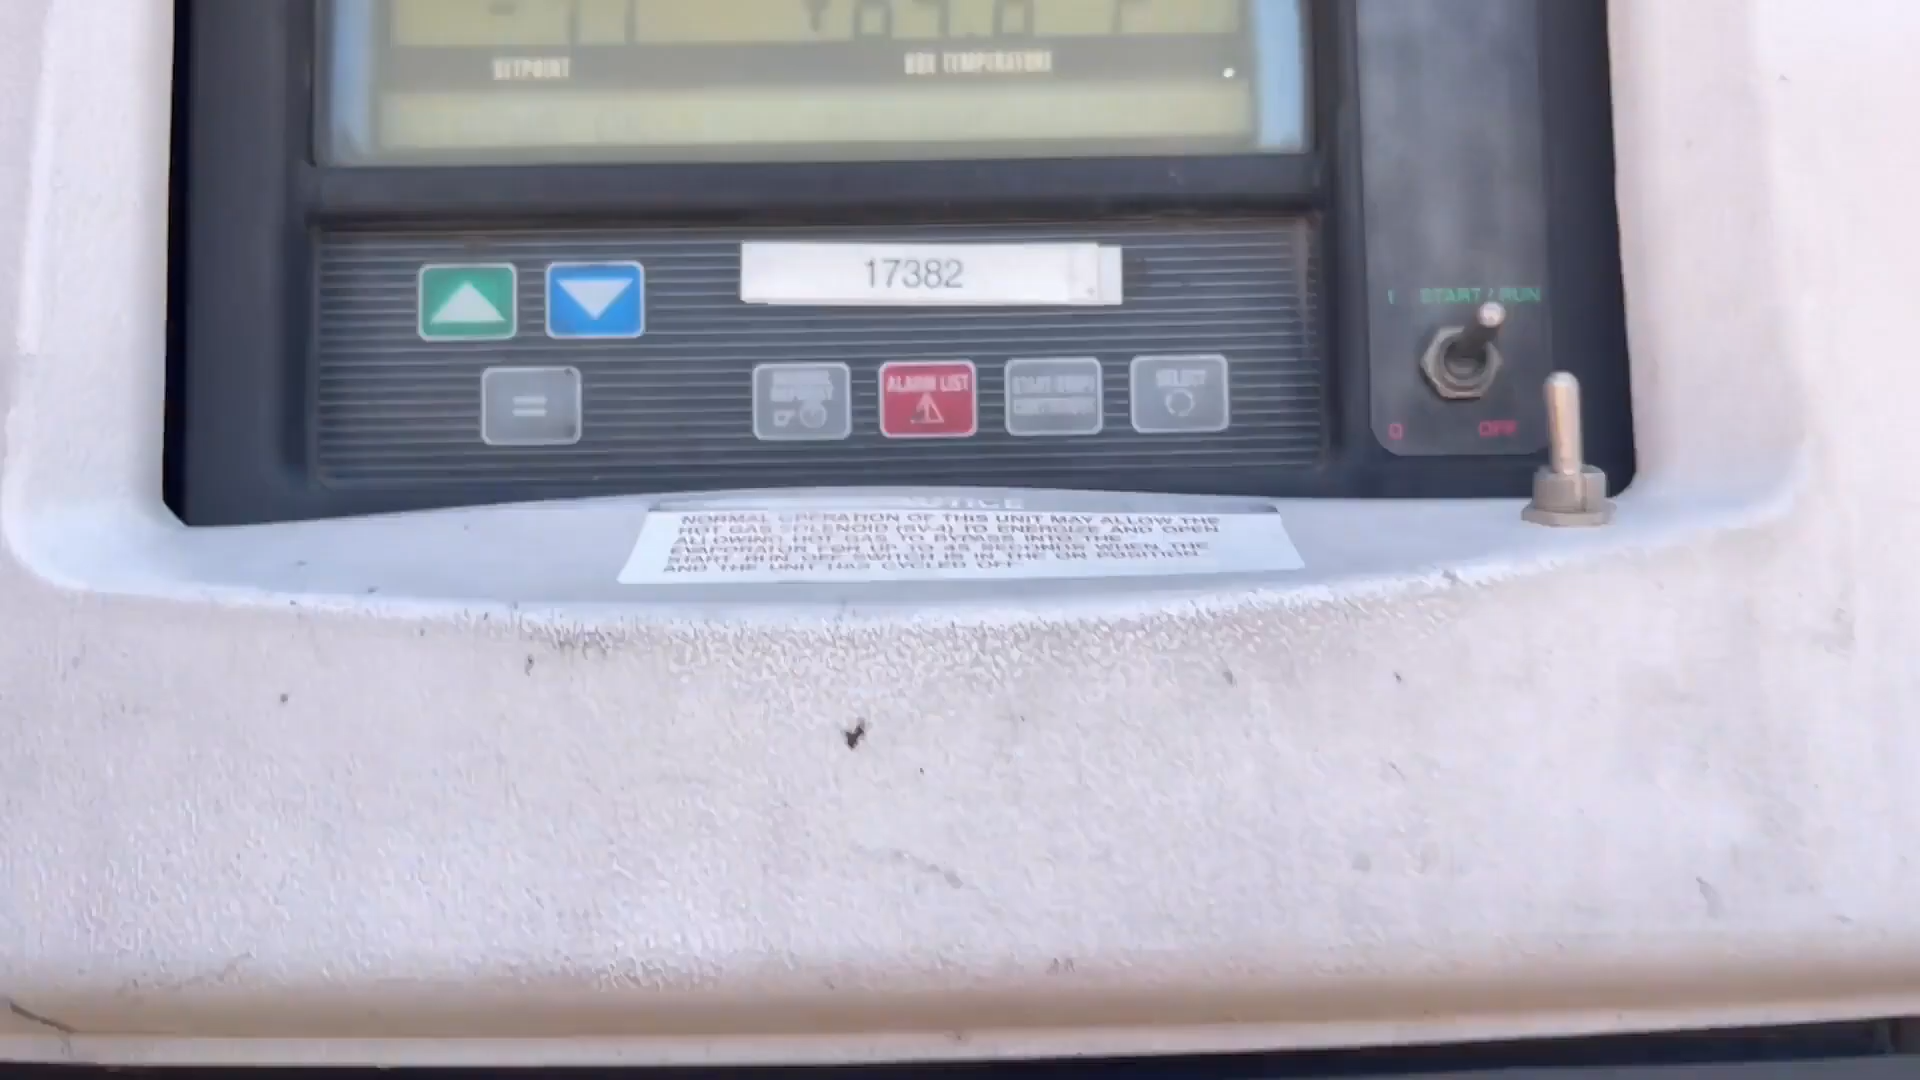 SETPOINT
BOX TEMPERATURE
17382
I START / RUN
ALARM LIST
START/STOP
CONTINUOUS
SELECT
O OFF
NOTICE
NORMAL OPERATION OF THIS UNIT MAY ALLOW THE
HOT GAS SOLENOID (SV-4) TO ENERGIZE AND OPEN
ALLOWING HOT GAS TO BYPASS INTO THE
EVAPORATOR FOR UP TO 45 SECONDS WHEN THE
START RUN OFF SWITCH IS IN THE ON POSITION
AND THE UNIT HAS CYCLED OFF